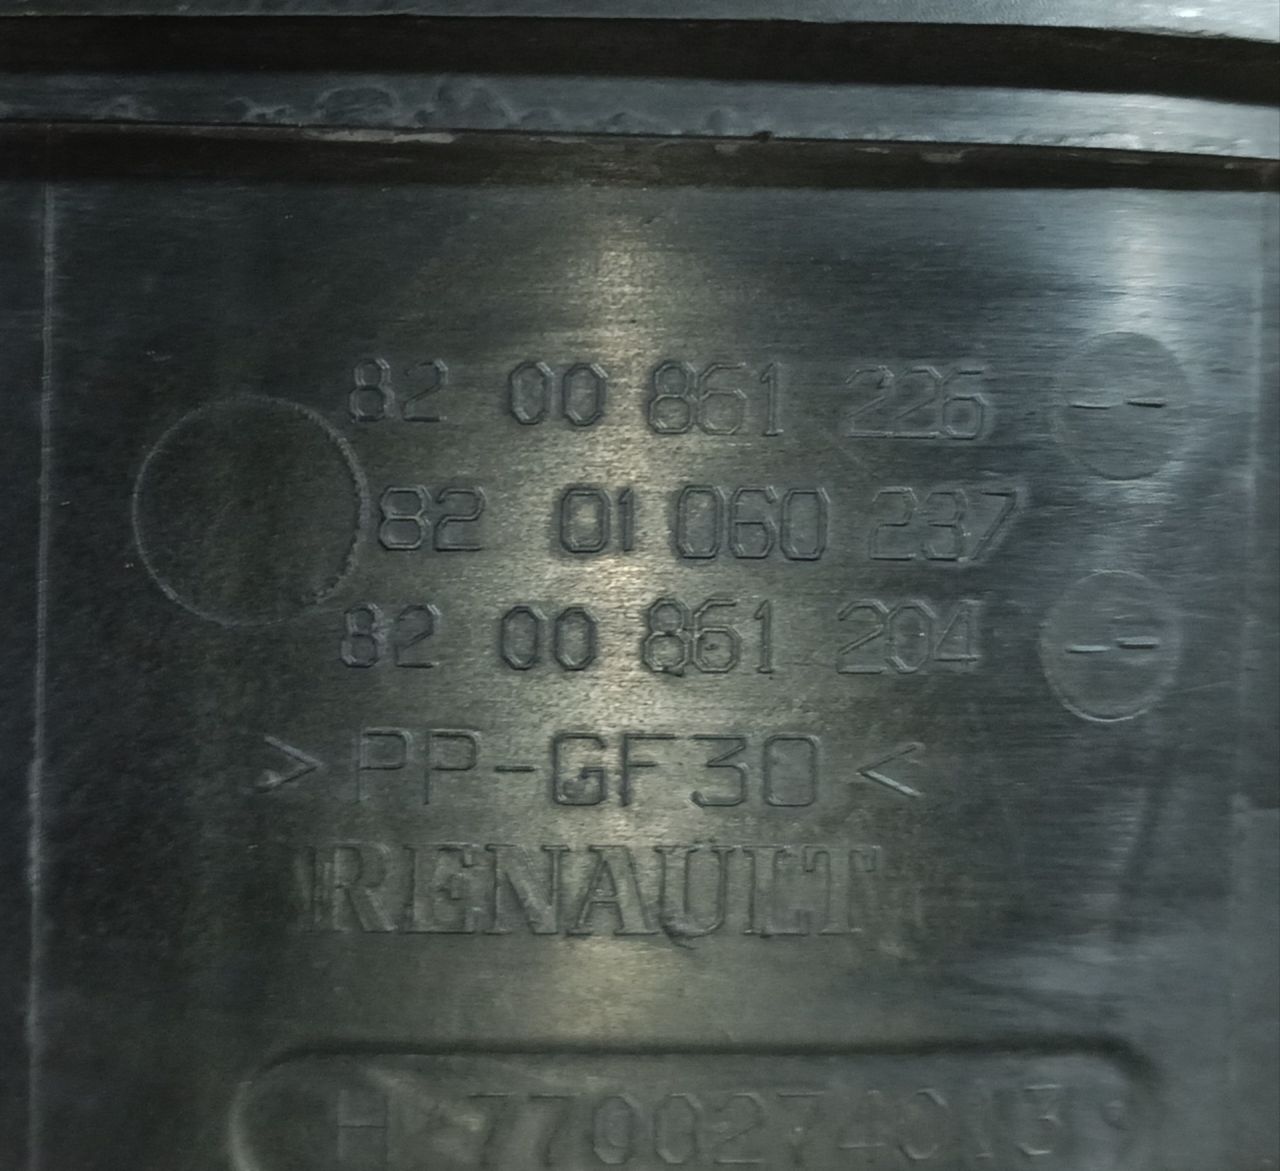 82 00 861 226
82 01 060 237
82 00 861 204
>PP-GF30<
RENAULT
H